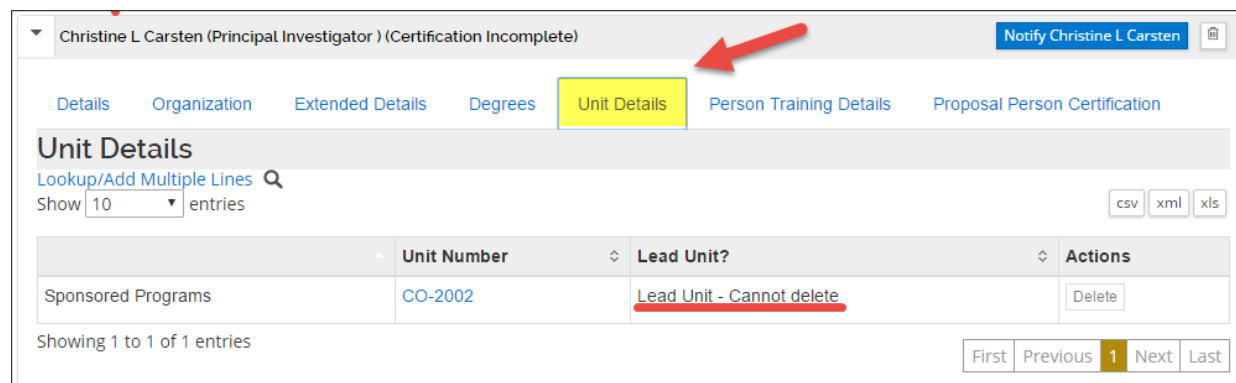 Christine L Carsten (Principal Investigator ) (Certification Incomplete) Notify Christine L Carsten
Details Organization Extended Details Degrees Unit Details Person Training Details Proposal Person Certification
Unit Details
Lookup/Add Multiple Lines
Show 10 entries csv xml xls
Unit Number Lead Unit? Actions
Sponsored Programs CO-2002 Lead Unit - Cannot delete Delete
Showing 1 to 1 of 1 entries
First Previous 1 Next Last